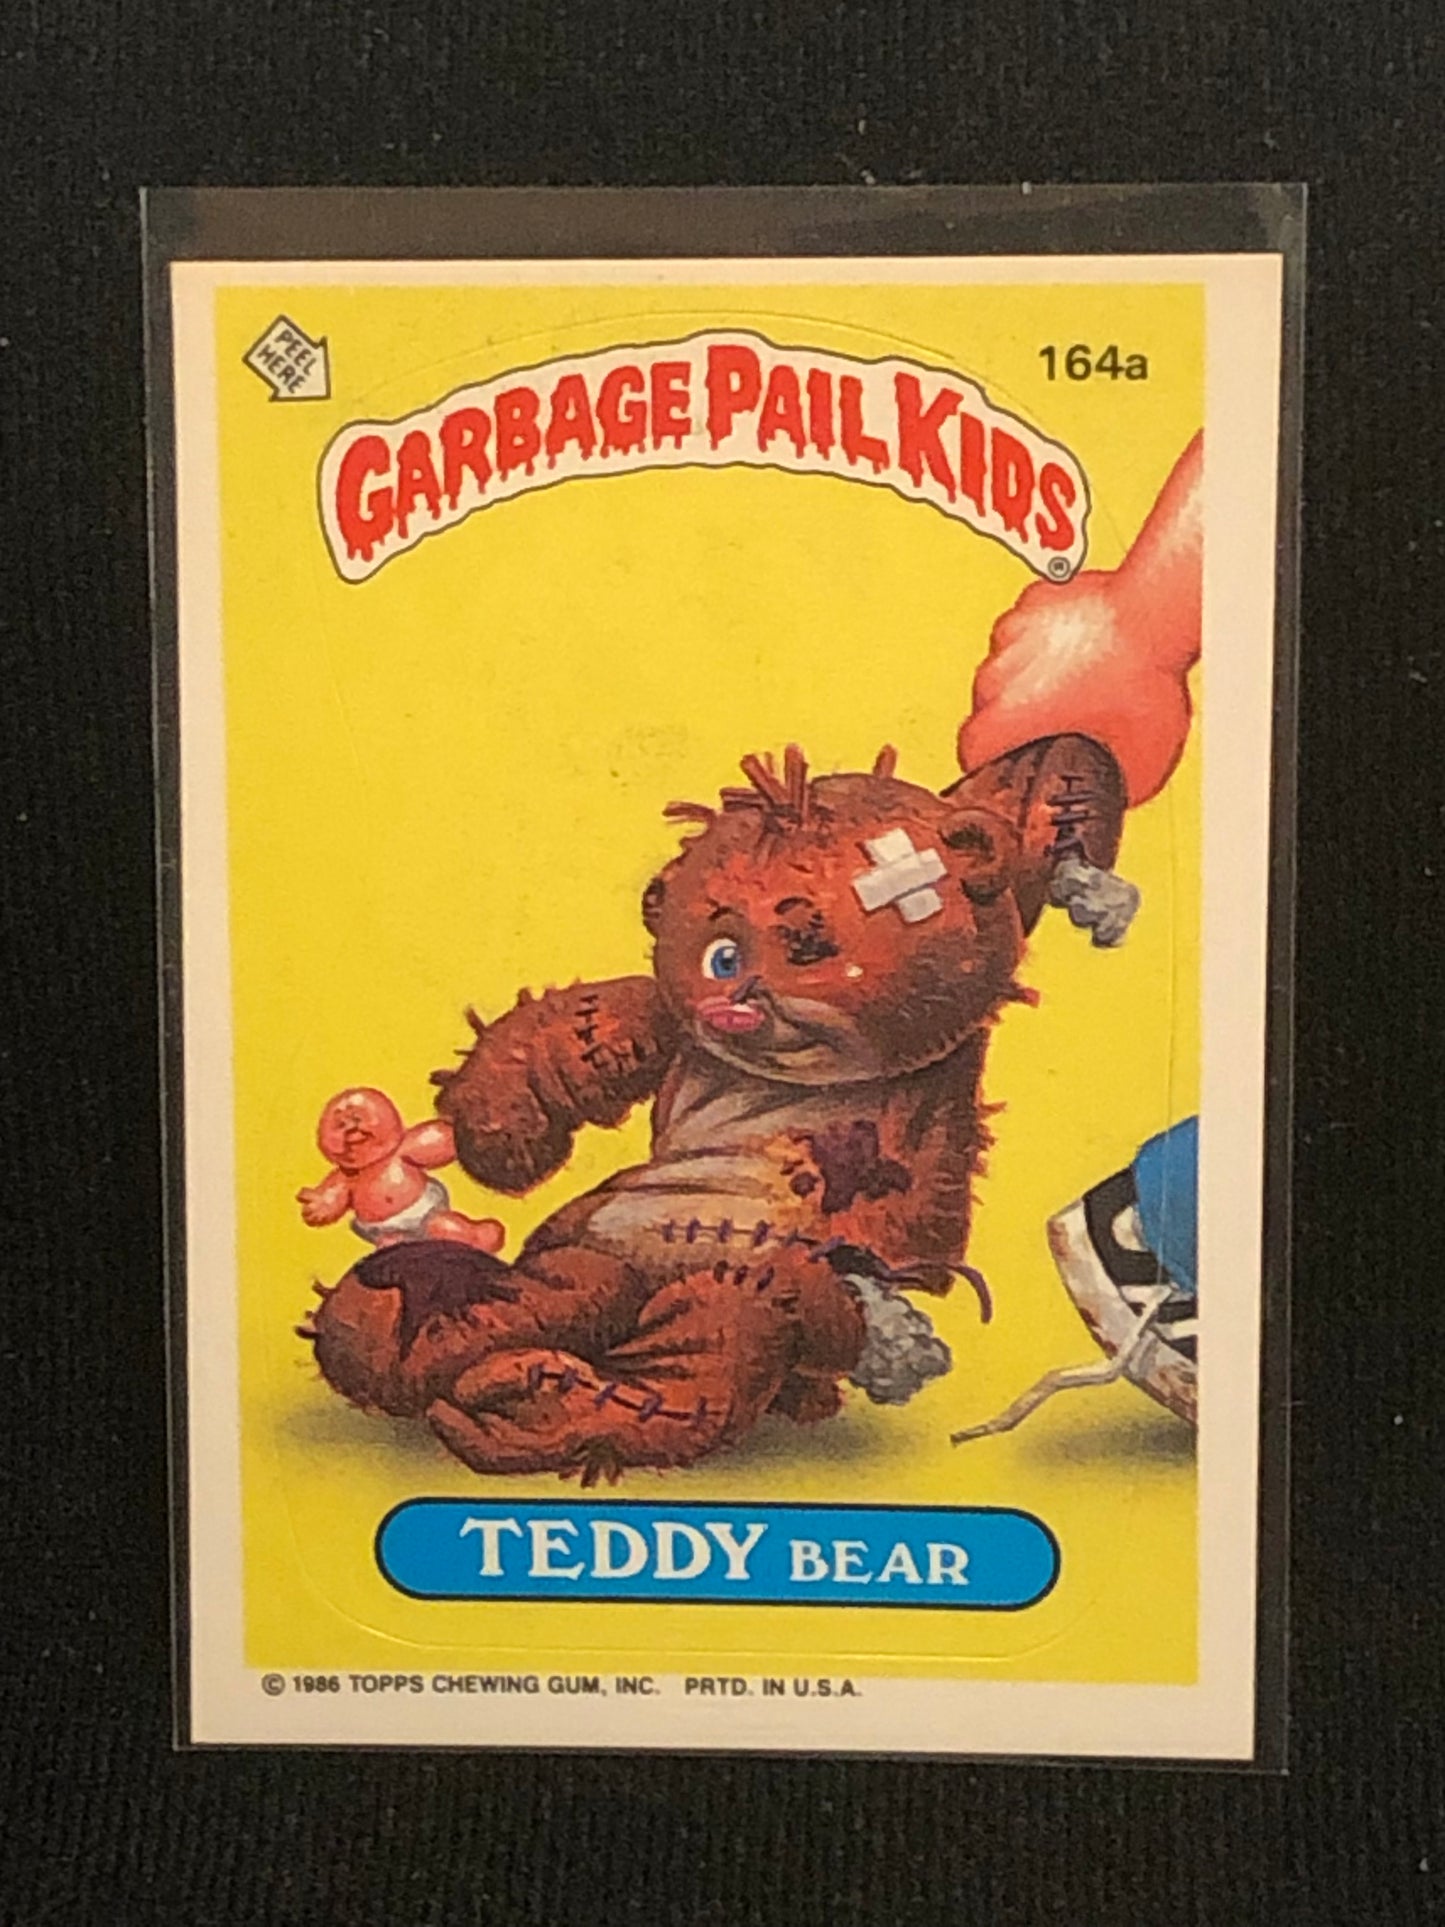 PEEL
HERE
164a
GARBAGE PAIL KIDS
®
TEDDY BEAR
© 1986 TOPPS CHEWING GUM, INC. PRTD. IN U.S.A.